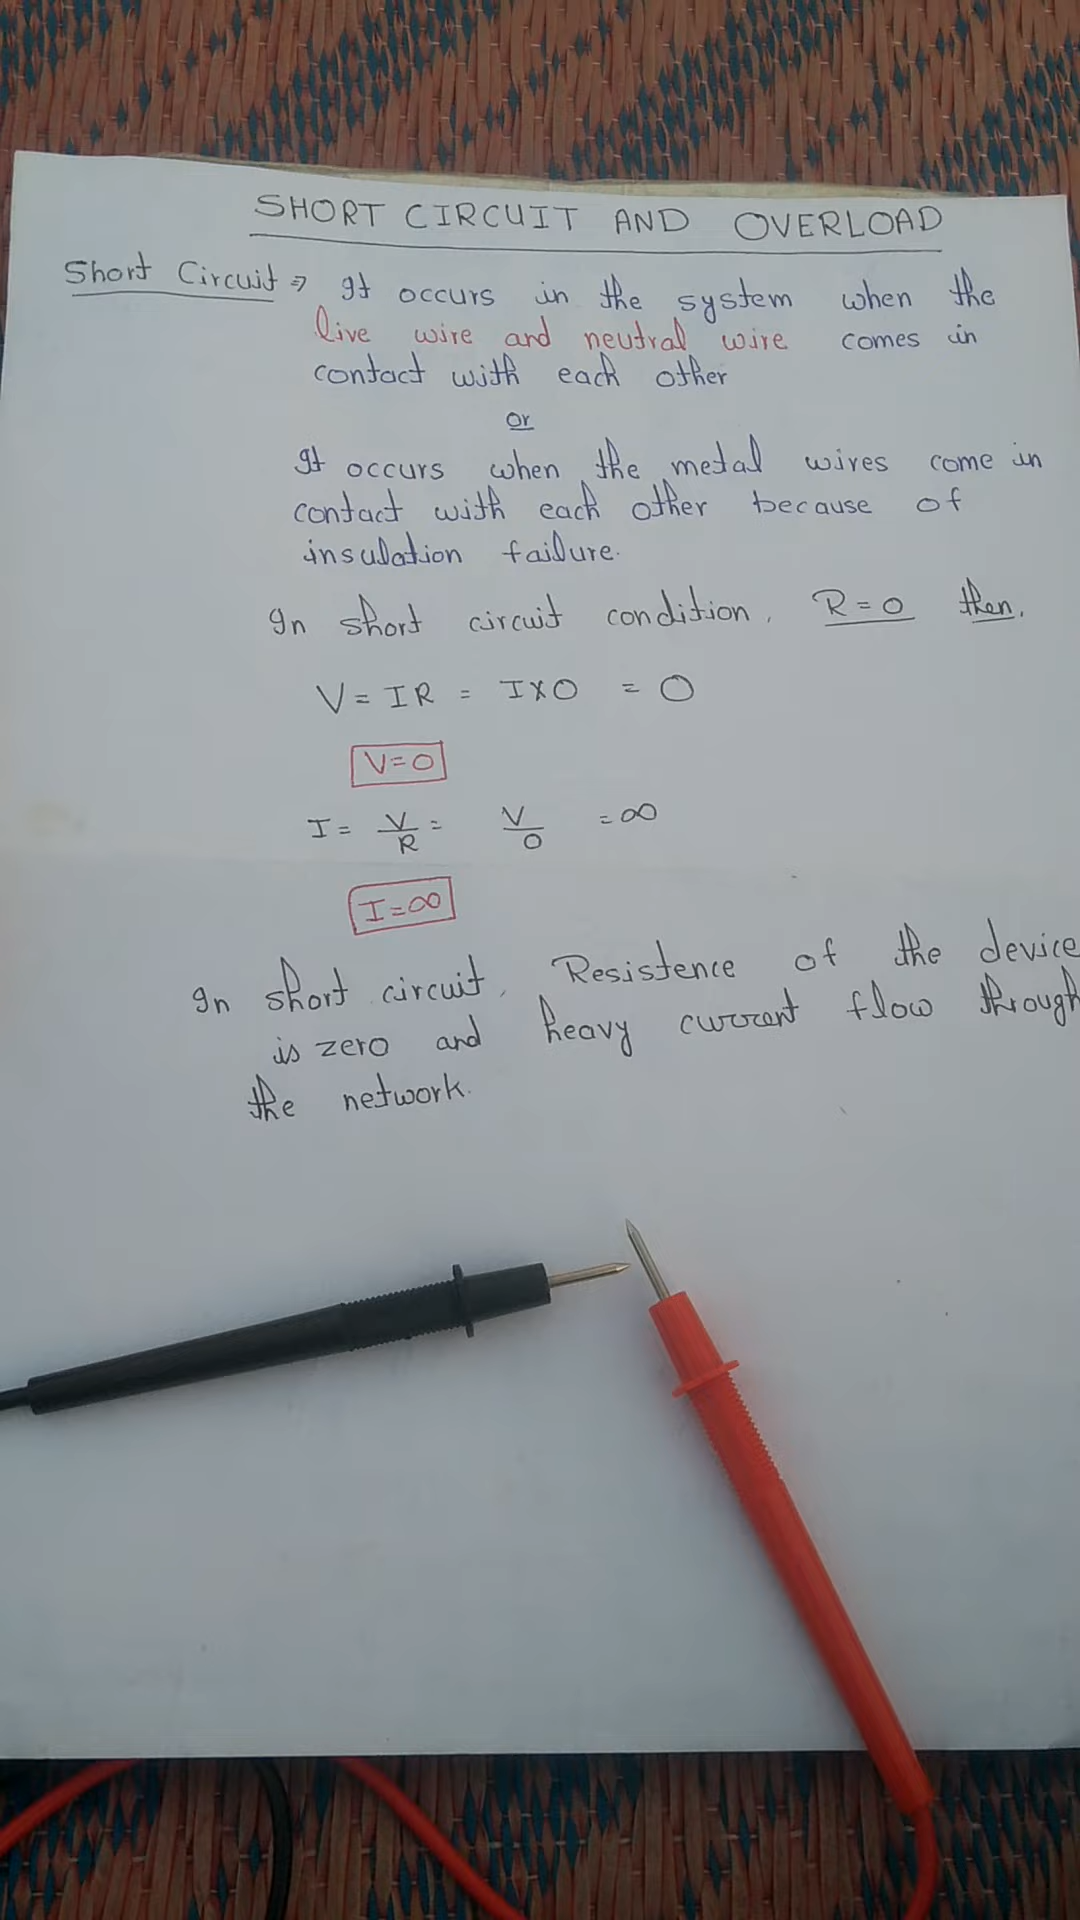 SHORT CIRCUIT AND OVERLOAD
Short Circuit ⇒ It occurs in the system when the
live wire and neutral wire comes in
contact with each other
or
It occurs when the metal wires come in
contact with each other because of
insulation failure.
In short circuit condition, R=0 then,
V = IR = I×0 = 0
V=0
I = V/R = V/0 = ∞
I=∞
In short circuit, Resistence of the device
is zero and heavy current flow through
the network.